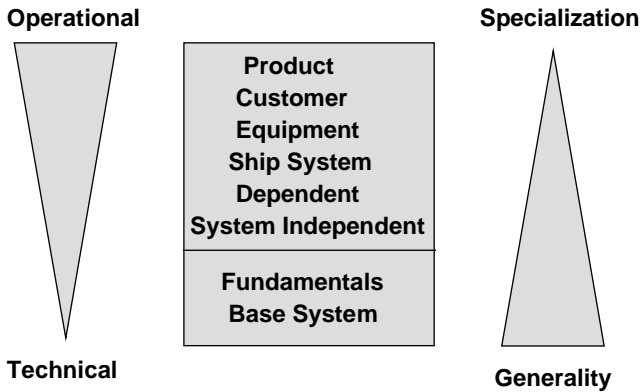 Operational
Specialization
Product
Customer
Equipment
Ship System
Dependent
System Independent
Fundamentals
Base System
Technical
Generality